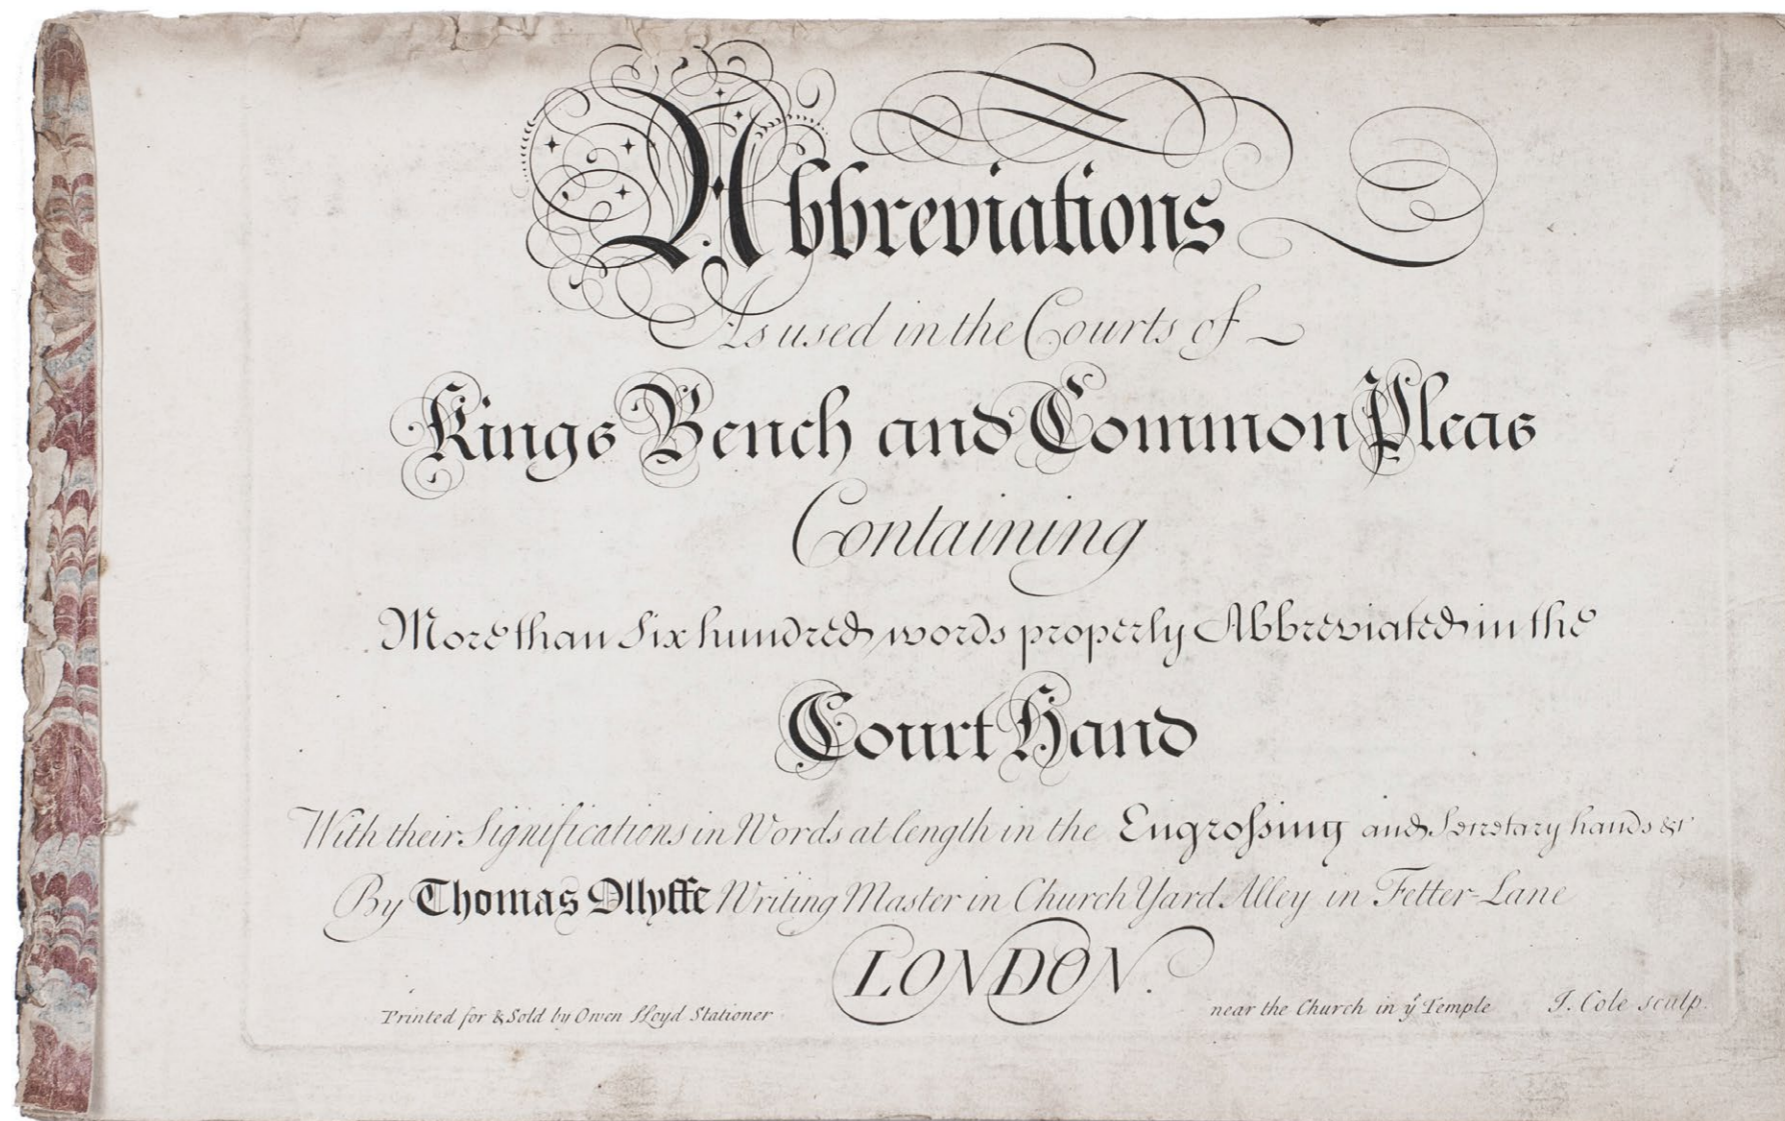 Abbreviations
As used in the Courts of
Kings Bench and Common Pleas
Containing
More than Six hundred words properly Abbreviated in the
Court Hand
With their Significations in Words at length in the Engrossing and Secretary hands &c
By Thomas Ollyffe Writing Master in Church Yard Alley in Fetter-Lane
LONDON.
Printed for & Sold by Owen Lloyd Stationer near the Church in ye Temple J. Cole sculp.